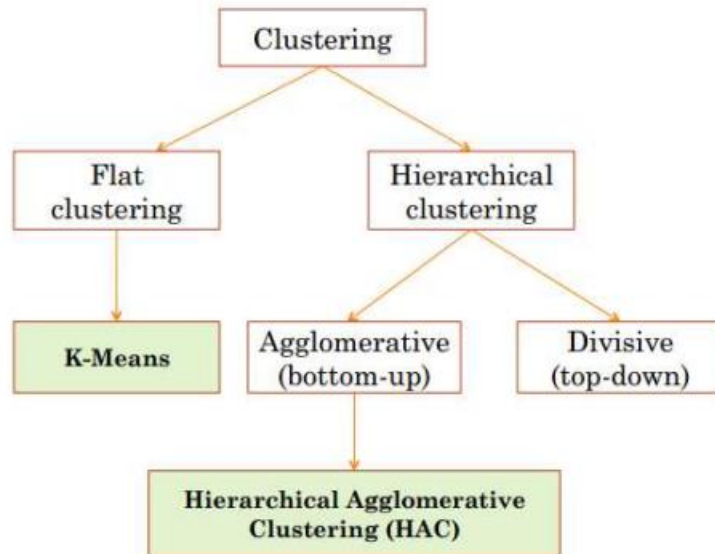 Clustering
Flat
clustering
Hierarchical
clustering
K-Means
Agglomerative
(bottom-up)
Divisive
(top-down)
Hierarchical Agglomerative
Clustering (HAC)